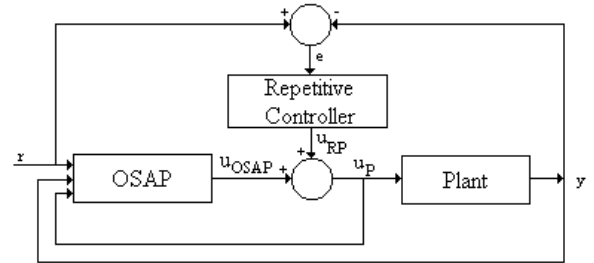 + -
e
Repetitive
Controller
+ u_RP
r
OSAP
u_OSAP + u_P
Plant
y